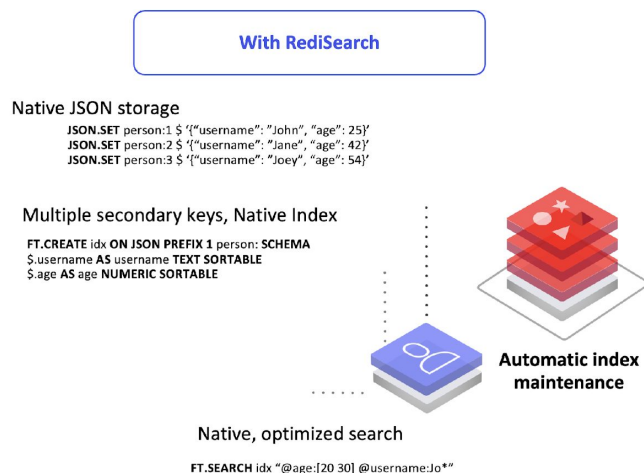 With RediSearch
Native JSON storage
JSON.SET person:1 $ ‘{“username”: ”John”, “age”: 25}’
JSON.SET person:2 $ ‘{“username”: ”Jane”, “age”: 42}’
JSON.SET person:3 $ ‘{“username”: ”Joey”, “age”: 54}’
Multiple secondary keys, Native Index
FT.CREATE idx ON JSON PREFIX 1 person: SCHEMA
$.username AS username TEXT SORTABLE
$.age AS age NUMERIC SORTABLE
Automatic index
maintenance
Native, optimized search
FT.SEARCH idx “@age:[20 30] @username:Jo*”